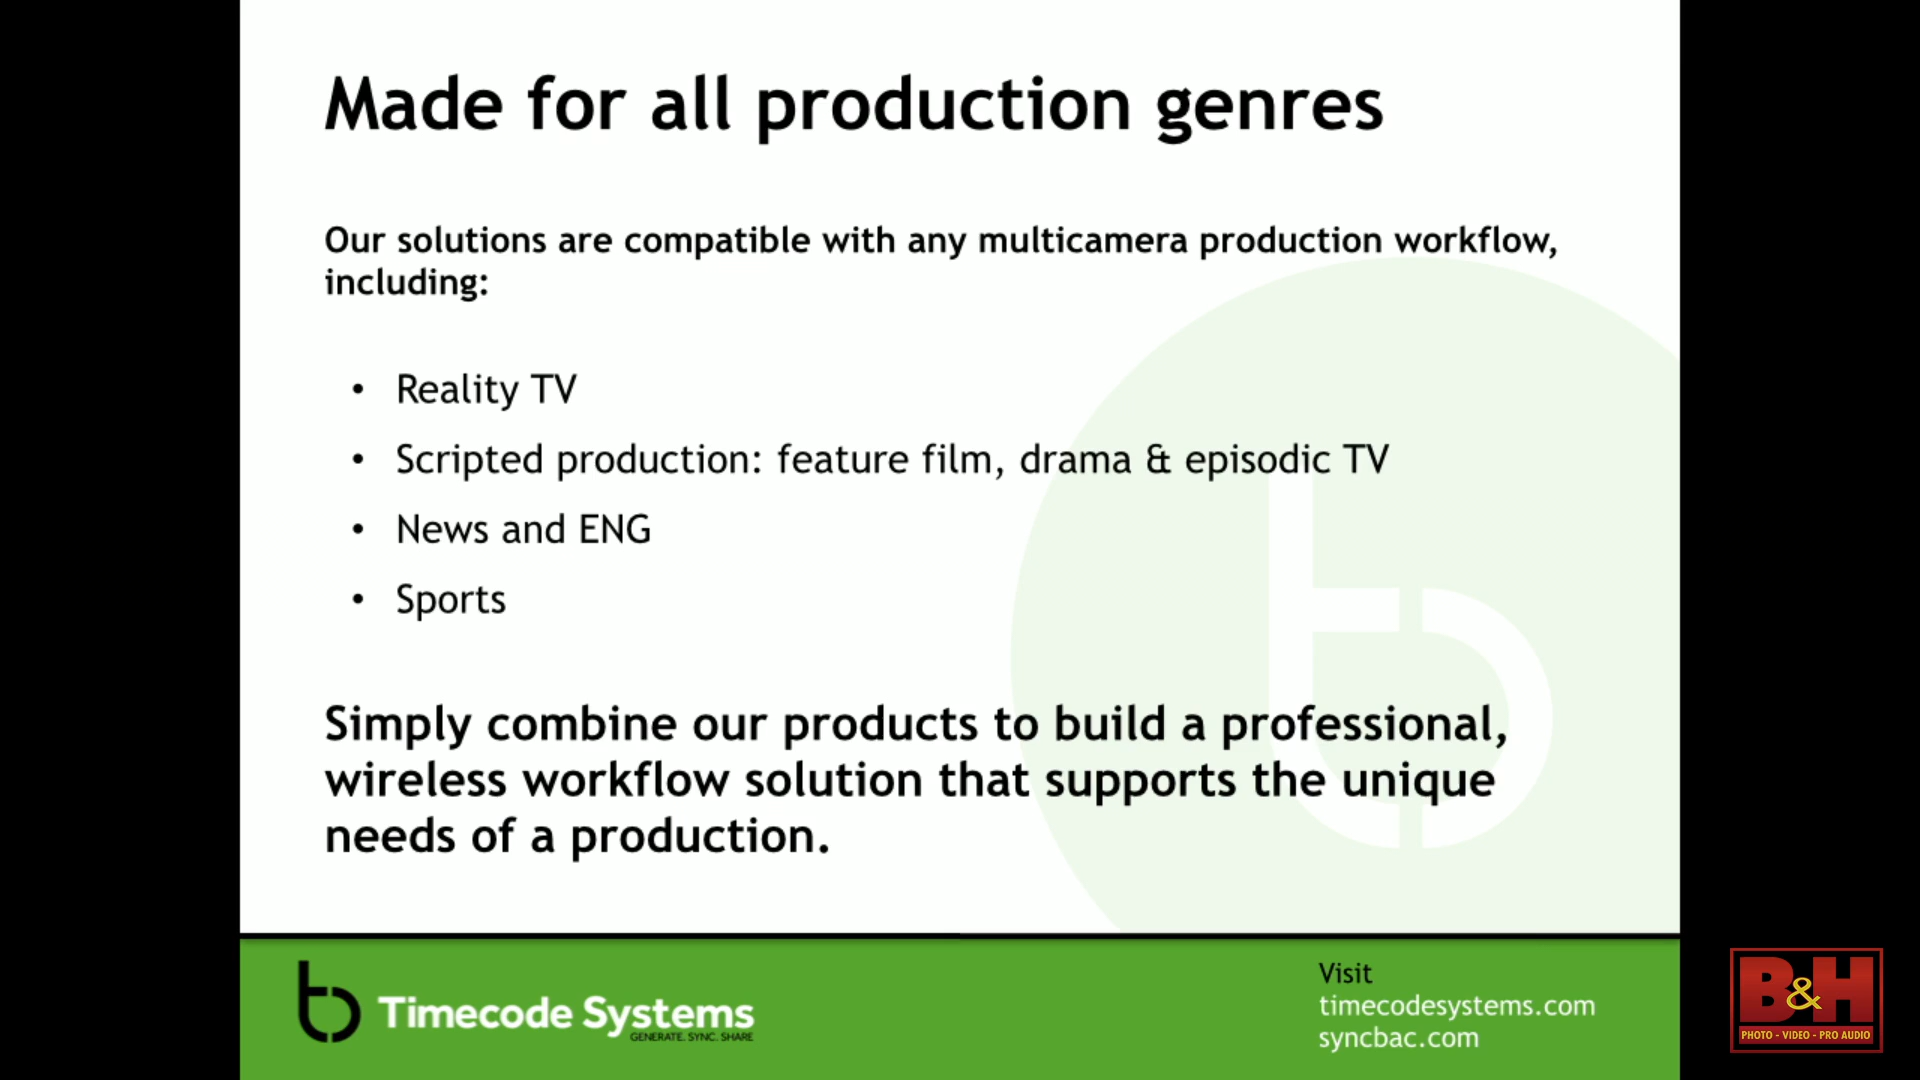 Made for all production genres
Our solutions are compatible with any multicamera production workflow,
including:
• Reality TV
• Scripted production: feature film, drama & episodic TV
• News and ENG
• Sports
Simply combine our products to build a professional,
wireless workflow solution that supports the unique
needs of a production.
Timecode Systems
GENERATE. SYNC. SHARE
Visit
timecodesystems.com
syncbac.com
B&H
PHOTO - VIDEO - PRO AUDIO